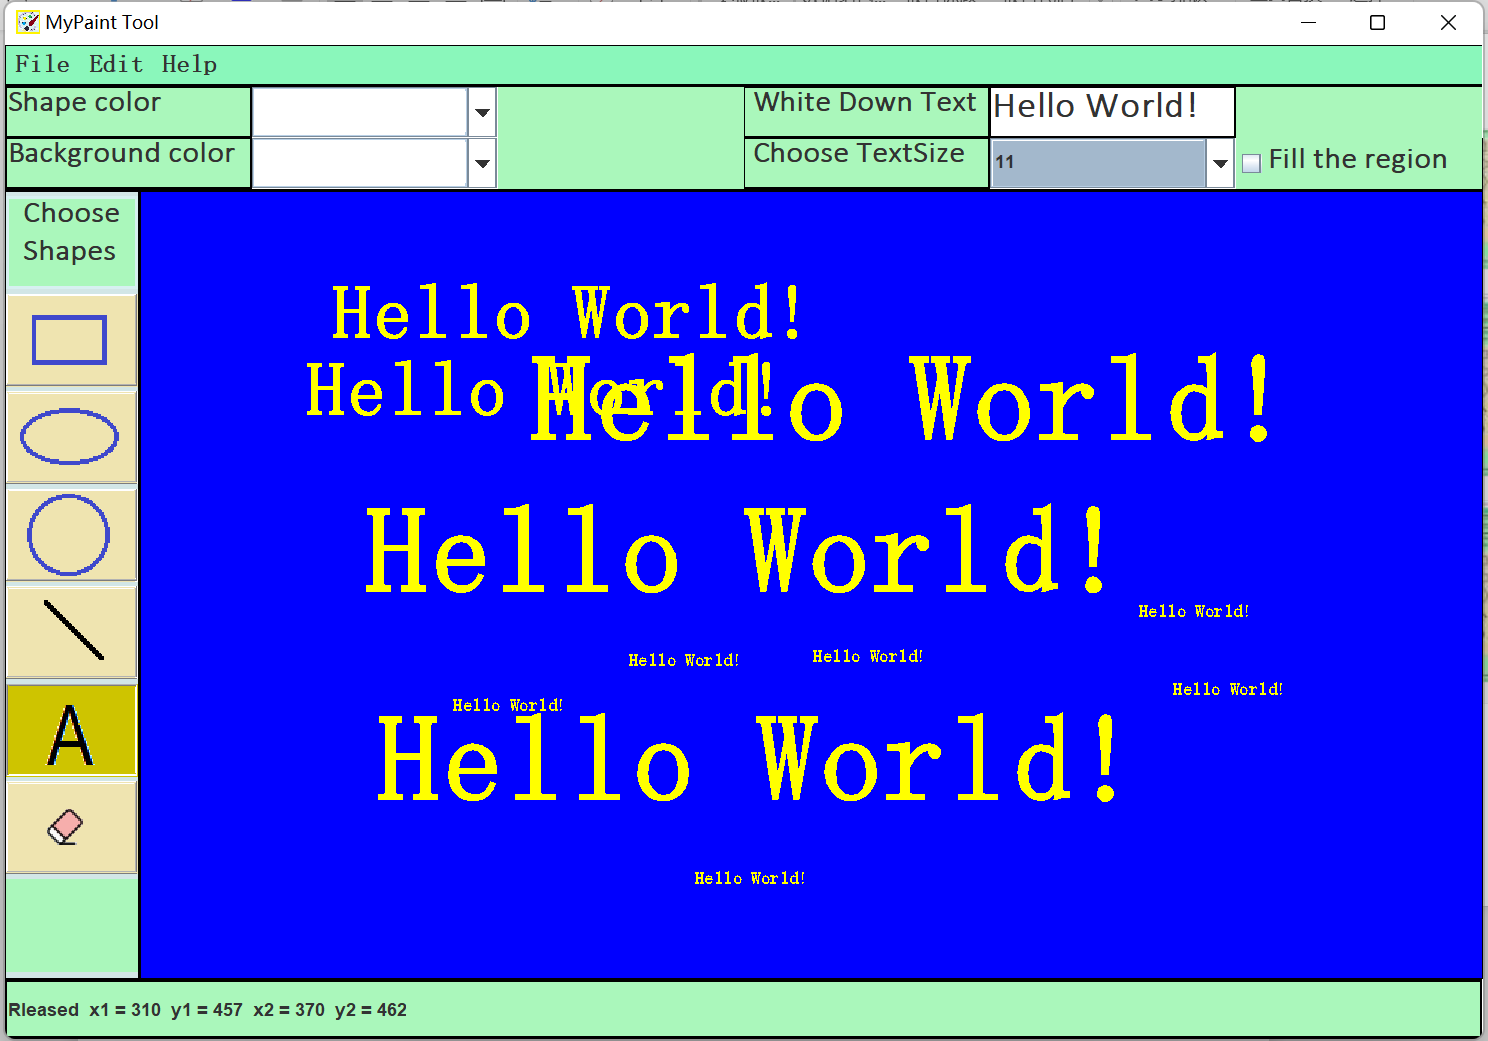 MyPaint Tool
File Edit Help
Shape color
White Down Text
Hello World!
Background color
Choose TextSize
11
Fill the region
Choose
Shapes
Hello World!
Hello World!
Hello World!
Hello World!
Hello World!
Hello World!
Hello World!
Hello World!
Hello World!
Hello World!
Hello World!
A
Rleased x1 = 310 y1 = 457 x2 = 370 y2 = 462